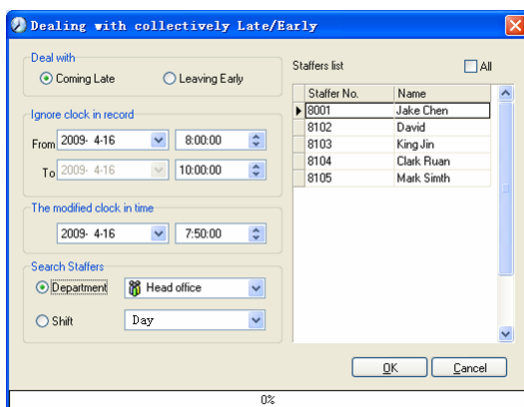 Dealing with collectively Late/Early
Deal with
Coming Late
Leaving Early
Ignore clock in record
From 2009- 4-16 8:00:00
To 2009- 4-16 10:00:00
The modified clock in time
2009- 4-16 7:50:00
Search Staffers
Department Head office
Shift Day
Staffers list All
Staffer No. Name
8001 Jake Chen
8102 David
8103 King Jin
8104 Clark Ruan
8105 Mark Simth
OK Cancel
0%